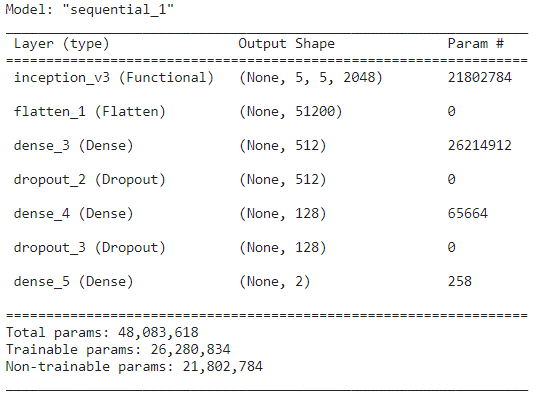 Model: "sequential_1"
_________________________________________________________________
Layer (type) Output Shape Param #
=================================================================
inception_v3 (Functional) (None, 5, 5, 2048) 21802784
flatten_1 (Flatten) (None, 51200) 0
dense_3 (Dense) (None, 512) 26214912
dropout_2 (Dropout) (None, 512) 0
dense_4 (Dense) (None, 128) 65664
dropout_3 (Dropout) (None, 128) 0
dense_5 (Dense) (None, 2) 258
=================================================================
Total params: 48,083,618
Trainable params: 26,280,834
Non-trainable params: 21,802,784
_________________________________________________________________